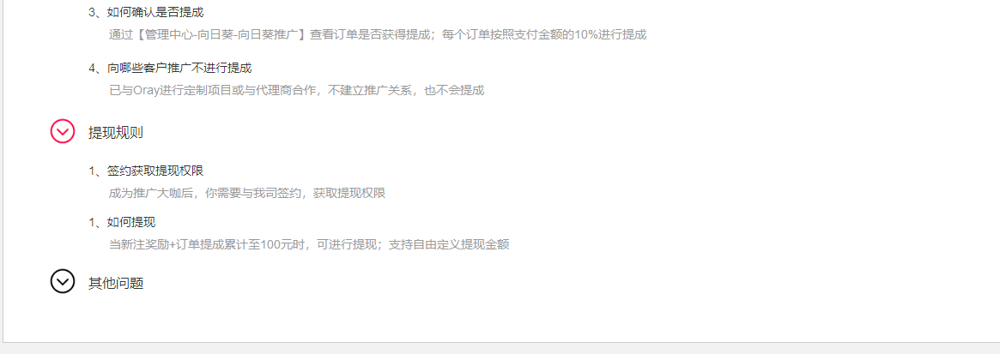 3、如何确认是否提成
通过【管理中心-向日葵-向日葵推广】查看订单是否获得提成；每个订单按照支付金额的10%进行提成
4、向哪些客户推广不进行提成
已与Oray进行定制项目或与代理商合作，不建立推广关系，也不会提成
提现规则
1、签约获取提现权限
成为推广大咖后，你需要与我司签约，获取提现权限
1、如何提现
当新注奖励+订单提成累计至100元时，可进行提现；支持自由定义提现金额
其他问题